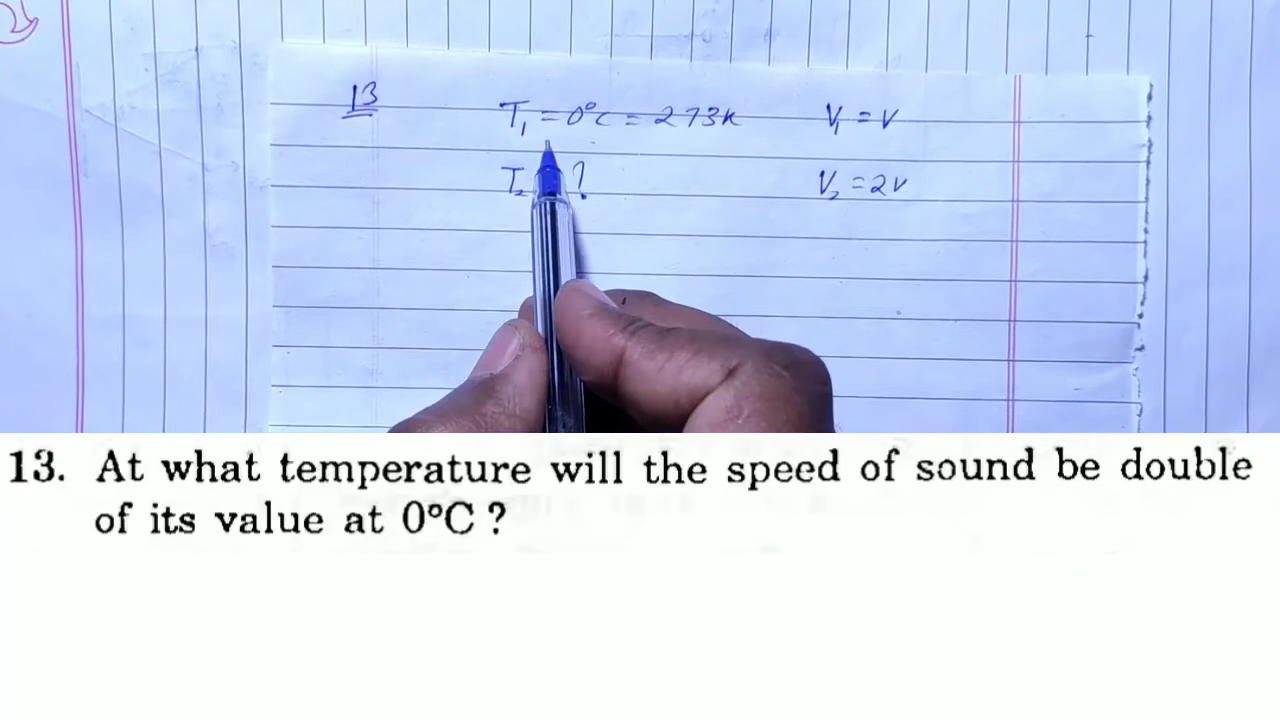 13
T₁ = 0°C = 273K V₁ = V
T₂ ? V₂ = 2V
13. At what temperature will the speed of sound be double
of its value at 0°C ?